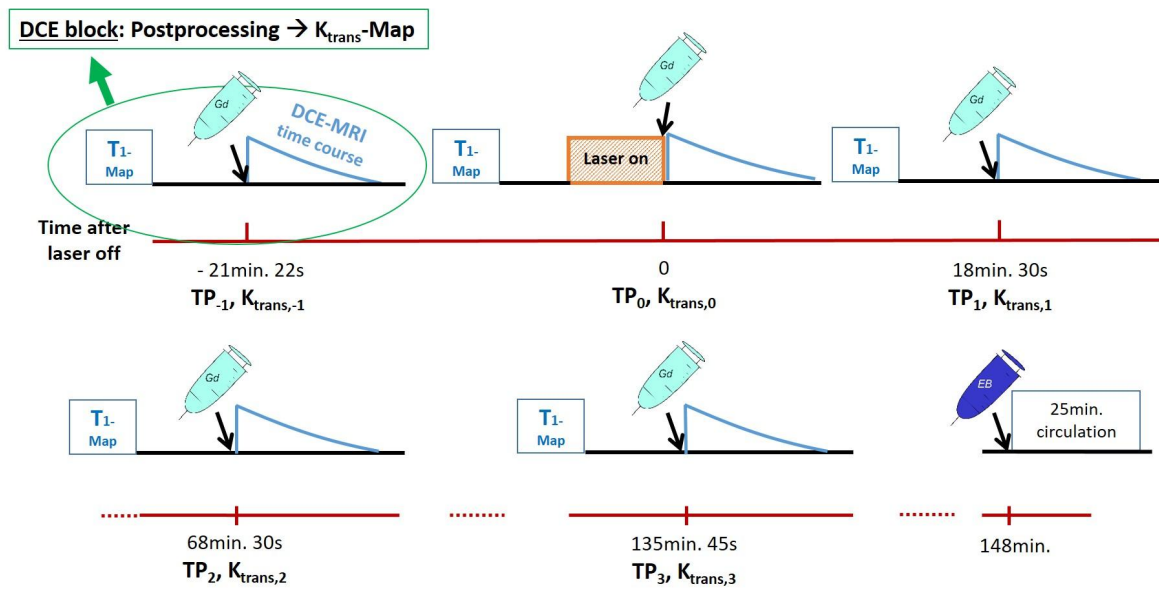 DCE block: Postprocessing → Ktrans-Map
Gd
DCE-MRI
time course
T1-
Map
Gd
T1-
Map
Laser on
Gd
T1-
Map
Time after
laser off
- 21min. 22s
TP-1, Ktrans,-1
0
TP0, Ktrans,0
18min. 30s
TP1, Ktrans,1
Gd
T1-
Map
Gd
T1-
Map
EB
25min.
circulation
68min. 30s
TP2, Ktrans,2
135min. 45s
TP3, Ktrans,3
148min.